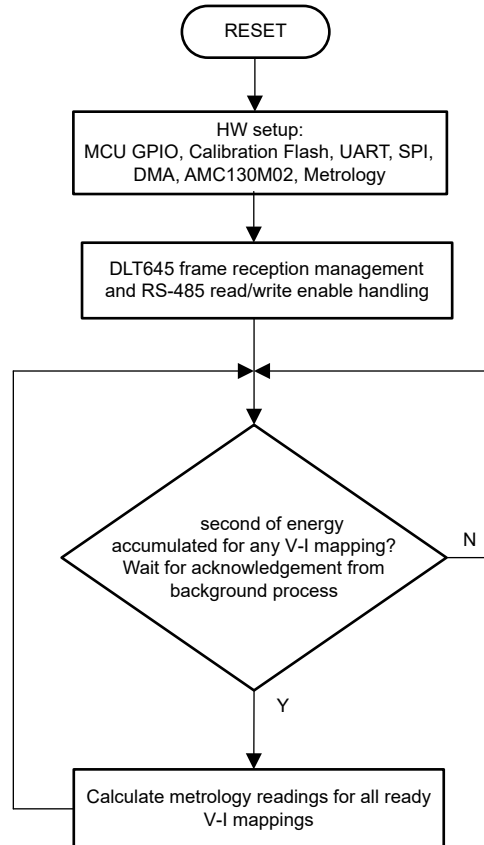 RESET
HW setup:
MCU GPIO, Calibration Flash, UART, SPI,
DMA, AMC130M02, Metrology
DLT645 frame reception management
and RS-485 read/write enable handling
second of energy
accumulated for any V-I mapping?
Wait for acknowledgement from
background process
N
Y
Calculate metrology readings for all ready
V-I mappings